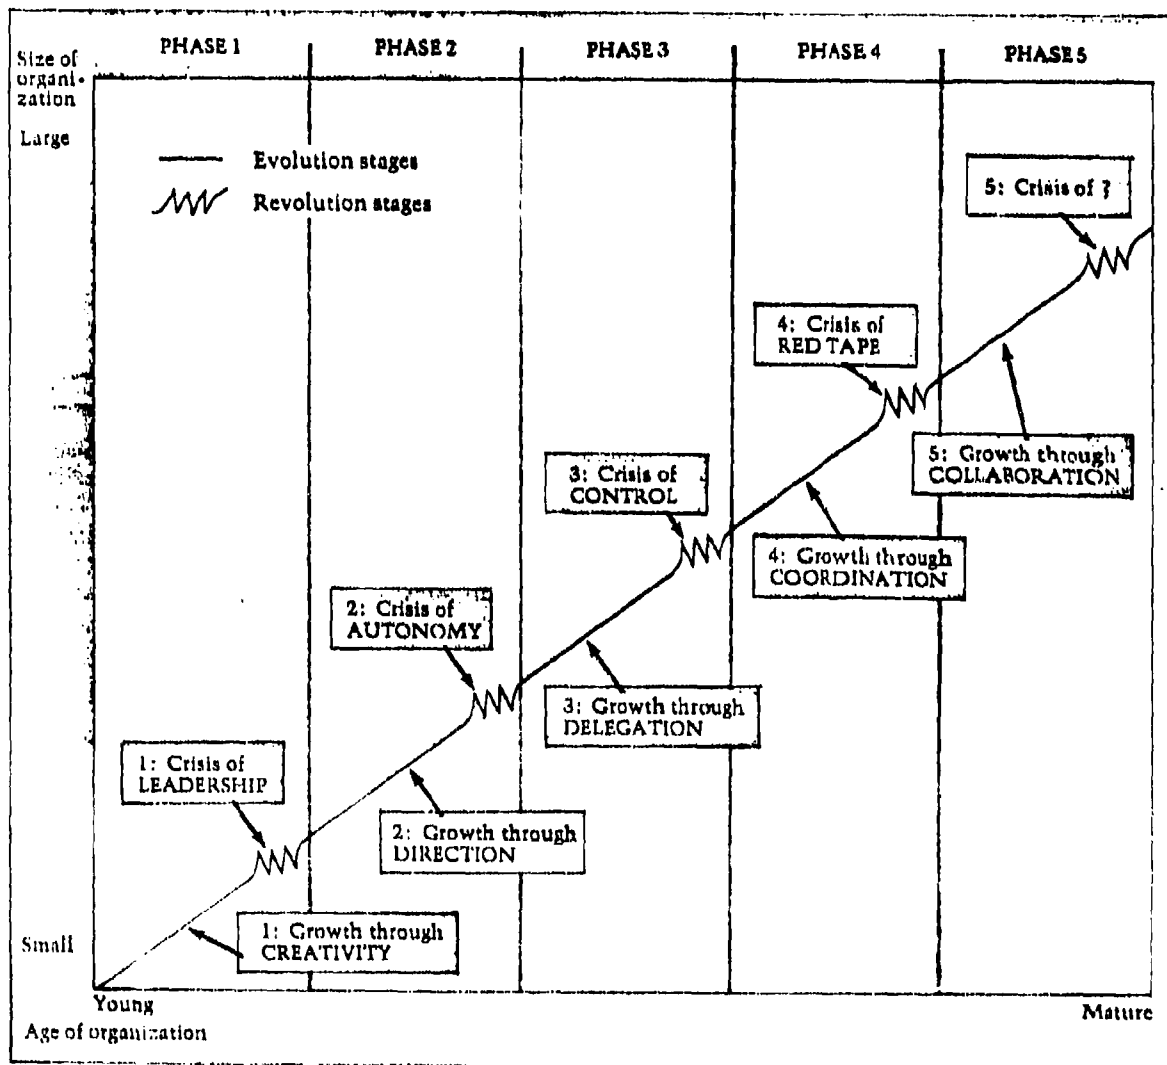 PHASE 1
PHASE 2
PHASE 3
PHASE 4
PHASE 5
Size of
organi-
zation
Large
Evolution stages
Revolution stages
5: Crisis of ?
4: Crisis of
RED TAPE
5: Growth through
COLLABORATION
3: Crisis of
CONTROL
4: Growth through
COORDINATION
2: Crisis of
AUTONOMY
3: Growth through
DELEGATION
1: Crisis of
LEADERSHIP
2: Growth through
DIRECTION
1: Growth through
CREATIVITY
Small
Young
Mature
Age of organization